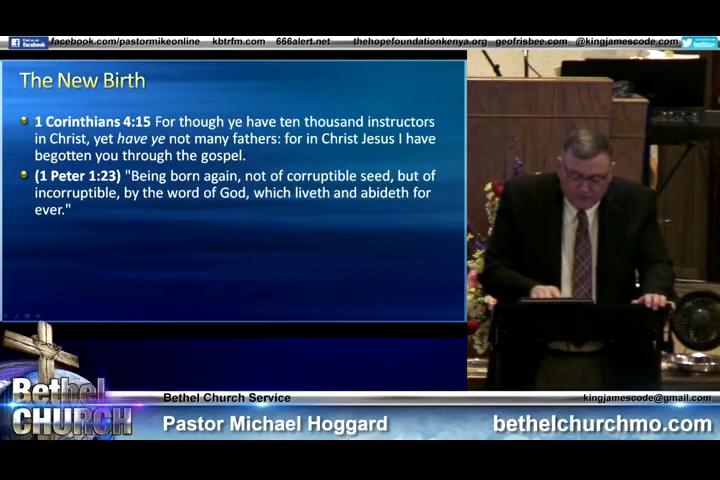 Find us on facebook facebook.com/pastormikeonline kbtrfm.com 666alert.net thehopefoundationkenya.org geofrisbee.com @kingjamescode.com
The New Birth
1 Corinthians 4:15 For though ye have ten thousand instructors
in Christ, yet have ye not many fathers: for in Christ Jesus I have
begotten you through the gospel.
(1 Peter 1:23) "Being born again, not of corruptible seed, but of
incorruptible, by the word of God, which liveth and abideth for
ever."
Bethel
CHURCH
Bethel Church Service
kingjamescode@gmail.com
Pastor Michael Hoggard
bethelchurchmo.com